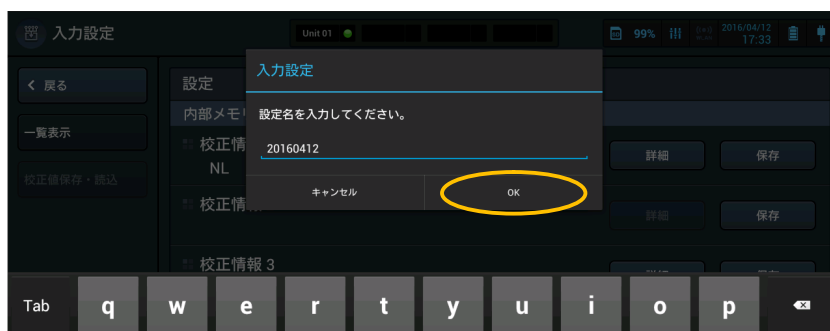 入力設定
Unit 01
99%
2016/04/12
17:33
戻る
設定
入力設定
内部メモ
設定名を入力してください。
一覧表示
校正情
20160412
詳細
保存
NL
校正値保存・読込
キャンセル
OK
校正情
詳細
保存
校正情報 3
Tab
q
w
e
r
t
y
u
i
o
p